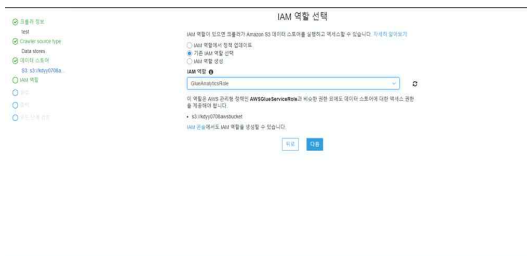 IAM 역할 선택
크롤러 정보
test
Crawler source type
Data stores
데이터 스토어
S3: s3://kdyy0706a...
IAM 역할
IAM 역할이 있으면 크롤러가 Amazon S3 데이터 스토어를 실행하고 액세스할 수 있습니다. 자세히 알아보기
IAM 역할에서 정책 업데이트
기존 IAM 역할 선택
IAM 역할 생성
IAM 역할
GlueAnalyticsRole
이 역할은 AWS 관리형 정책인 AWSGlueServiceRole과 비슷한 권한 외에도 데이터 스토어에 대한 액세스 권한
을 제공해야 합니다.
s3://kdyy0706awsbucket
IAM 콘솔에서도 IAM 역할을 생성할 수 있습니다.
뒤로
다음